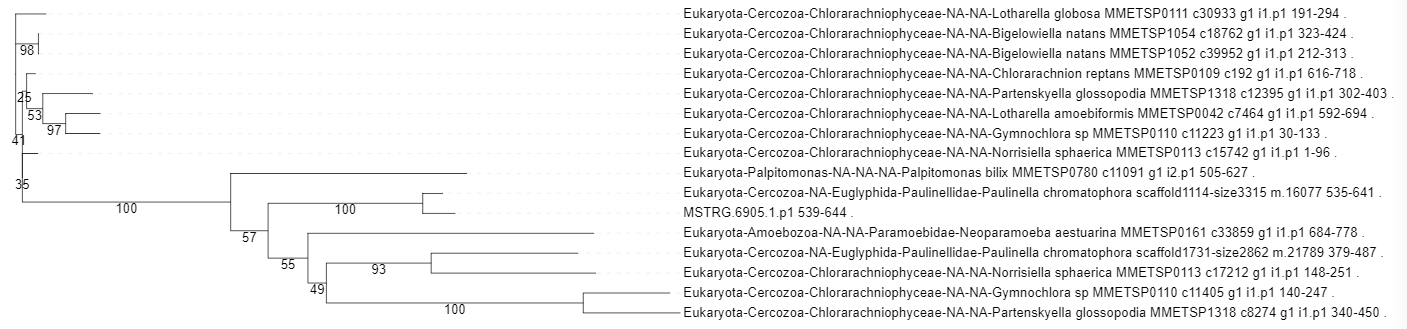 Eukaryota-Cercozoa-Chlorarachniophyceae-NA-NA-Lotharella globosa MMETSP0111 c30933 g1 i1.p1 191-294 .
Eukaryota-Cercozoa-Chlorarachniophyceae-NA-NA-Bigelowiella natans MMETSP1054 c18762 g1 i1.p1 323-424 .
98
Eukaryota-Cercozoa-Chlorarachniophyceae-NA-NA-Bigelowiella natans MMETSP1052 c39952 g1 i1.p1 212-313 .
Eukaryota-Cercozoa-Chlorarachniophyceae-NA-NA-Chlorarachnion reptans MMETSP0109 c192 g1 i1.p1 616-718 .
25
Eukaryota-Cercozoa-Chlorarachniophyceae-NA-NA-Partenskyella glossopodia MMETSP1318 c12395 g1 i1.p1 302-403 .
53
Eukaryota-Cercozoa-Chlorarachniophyceae-NA-NA-Lotharella amoebiformis MMETSP0042 c7464 g1 i1.p1 592-694 .
97
Eukaryota-Cercozoa-Chlorarachniophyceae-NA-NA-Gymnochlora sp MMETSP0110 c11223 g1 i1.p1 30-133 .
41
Eukaryota-Cercozoa-Chlorarachniophyceae-NA-NA-Norrisiella sphaerica MMETSP0113 c15742 g1 i1.p1 1-96 .
35
Eukaryota-Palpitomonas-NA-NA-NA-Palpitomonas bilix MMETSP0780 c11091 g1 i2.p1 505-627 .
Eukaryota-Cercozoa-NA-Euglyphida-Paulinellidae-Paulinella chromatophora scaffold1114-size3315 m.16077 535-641 .
100
100
MSTRG.6905.1.p1 539-644 .
57
Eukaryota-Amoebozoa-NA-NA-Paramoebidae-Neoparamoeba aestuarina MMETSP0161 c33859 g1 i1.p1 684-778 .
55
Eukaryota-Cercozoa-NA-Euglyphida-Paulinellidae-Paulinella chromatophora scaffold1731-size2862 m.21789 379-487 .
93
Eukaryota-Cercozoa-Chlorarachniophyceae-NA-NA-Norrisiella sphaerica MMETSP0113 c17212 g1 i1.p1 148-251 .
49
Eukaryota-Cercozoa-Chlorarachniophyceae-NA-NA-Gymnochlora sp MMETSP0110 c11405 g1 i1.p1 140-247 .
100
Eukaryota-Cercozoa-Chlorarachniophyceae-NA-NA-Partenskyella glossopodia MMETSP1318 c8274 g1 i1.p1 340-450 .